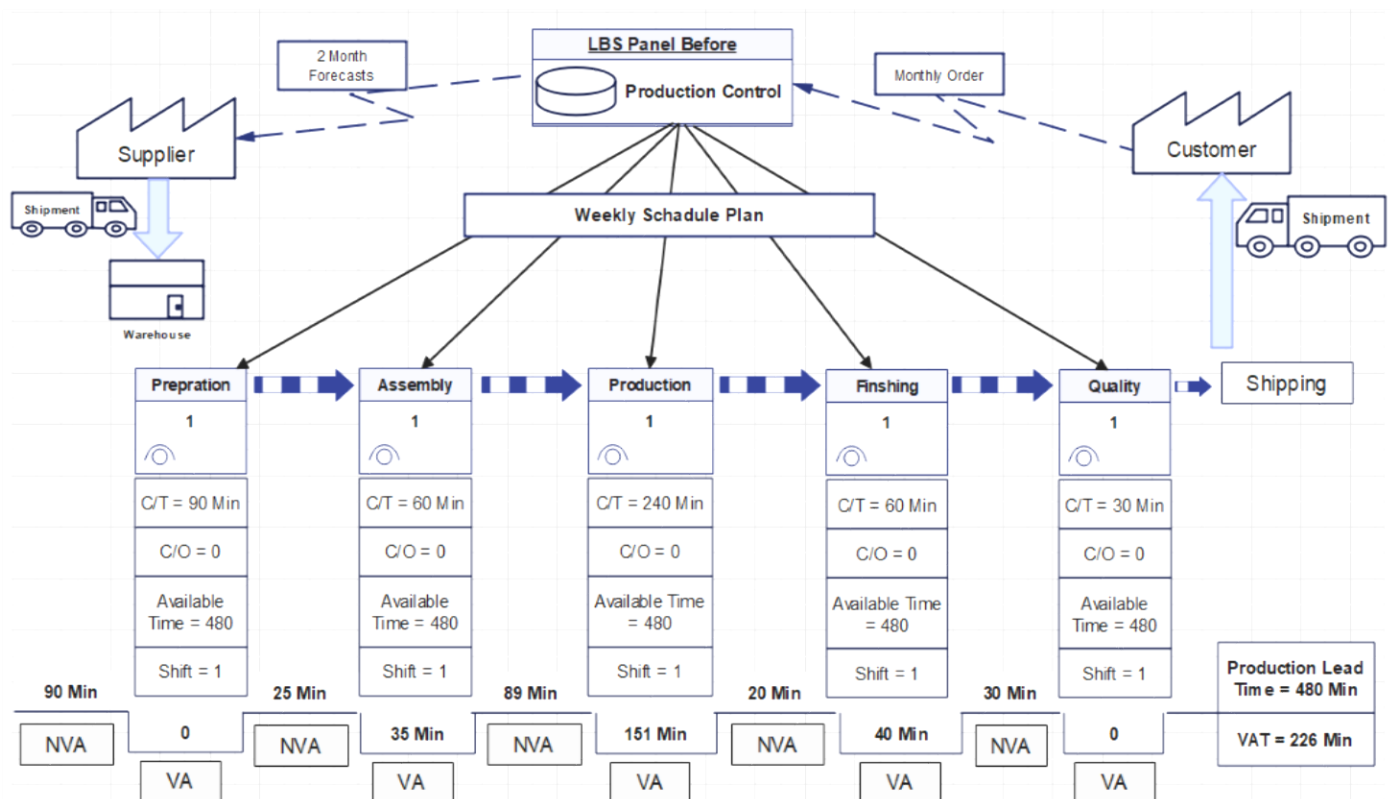 LBS Panel Before
Production Control
2 Month
Forecasts
Monthly Order
Supplier
Customer
Shipment
Shipment
Weekly Schadule Plan
Warehouse
Prepration
Assembly
Production
Finshing
Quality
Shipping
1
1
1
1
1
C/T = 90 Min
C/T = 60 Min
C/T = 240 Min
C/T = 60 Min
C/T = 30 Min
C/O = 0
C/O = 0
C/O = 0
C/O = 0
C/O = 0
Available
Time = 480
Available
Time = 480
Available Time
= 480
Available Time
= 480
Available
Time = 480
Shift = 1
Shift = 1
Shift = 1
Shift = 1
Shift = 1
90 Min
25 Min
89 Min
20 Min
30 Min
Production Lead
Time = 480 Min
0
35 Min
151 Min
40 Min
0
VAT = 226 Min
NVA
NVA
NVA
NVA
NVA
VA
VA
VA
VA
VA